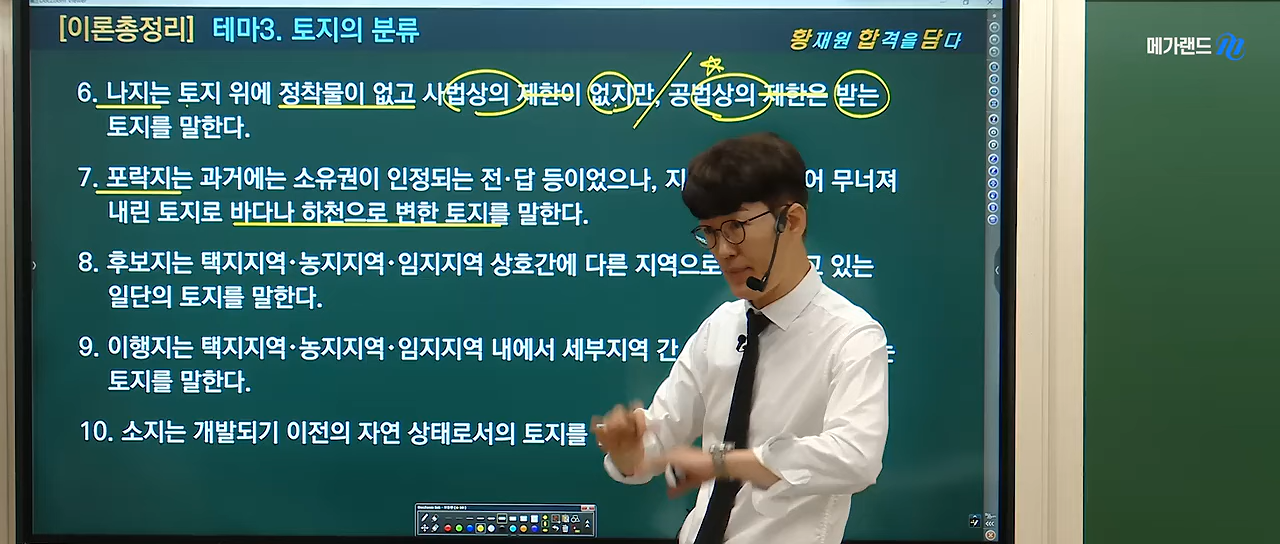 [이론총정리] 테마3. 토지의 분류
황재원 합격을담다
메가랜드
6. 나지는 토지 위에 정착물이 없고 사법상의 제한이 없지만, 공법상의 제한은 받는
토지를 말한다.
7. 포락지는 과거에는 소유권이 인정되는 전·답 등이었으나, 지 어 무너져
내린 토지로 바다나 하천으로 변한 토지를 말한다.
8. 후보지는 택지지역·농지지역·임지지역 상호간에 다른 지역으로 고 있는
일단의 토지를 말한다.
9. 이행지는 택지지역·농지지역·임지지역 내에서 세부지역 간 는
토지를 말한다.
10. 소지는 개발되기 이전의 자연 상태로서의 토지를